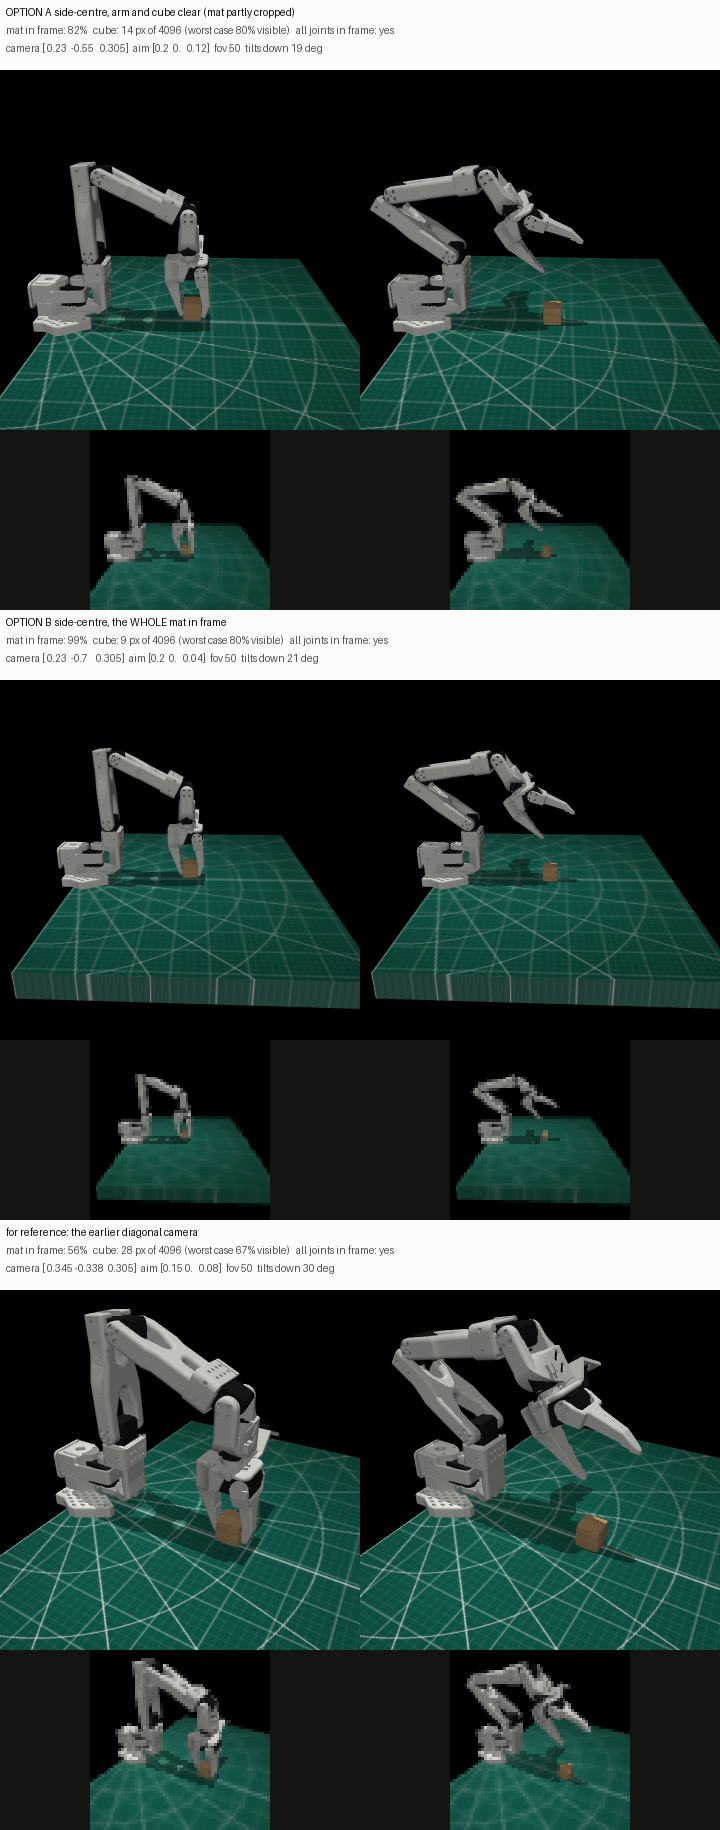 OPTION A side-centre, arm and cube clear (mat partly cropped)
mat in frame: 82% cube: 14 px of 4096 (worst case 80% visible) all joints in frame: yes
camera [ 0.23 -0.55 0.305] aim [0.2 0. 0.12] fov 50 tilts down 19 deg
OPTION B side-centre, the WHOLE mat in frame
mat in frame: 99% cube: 9 px of 4096 (worst case 80% visible) all joints in frame: yes
camera [ 0.23 -0.7 0.305] aim [0.2 0. 0.04] fov 50 tilts down 21 deg
for reference: the earlier diagonal camera
mat in frame: 56% cube: 28 px of 4096 (worst case 67% visible) all joints in frame: yes
camera [ 0.345 -0.338 0.305] aim [0.15 0. 0.08] fov 50 tilts down 30 deg